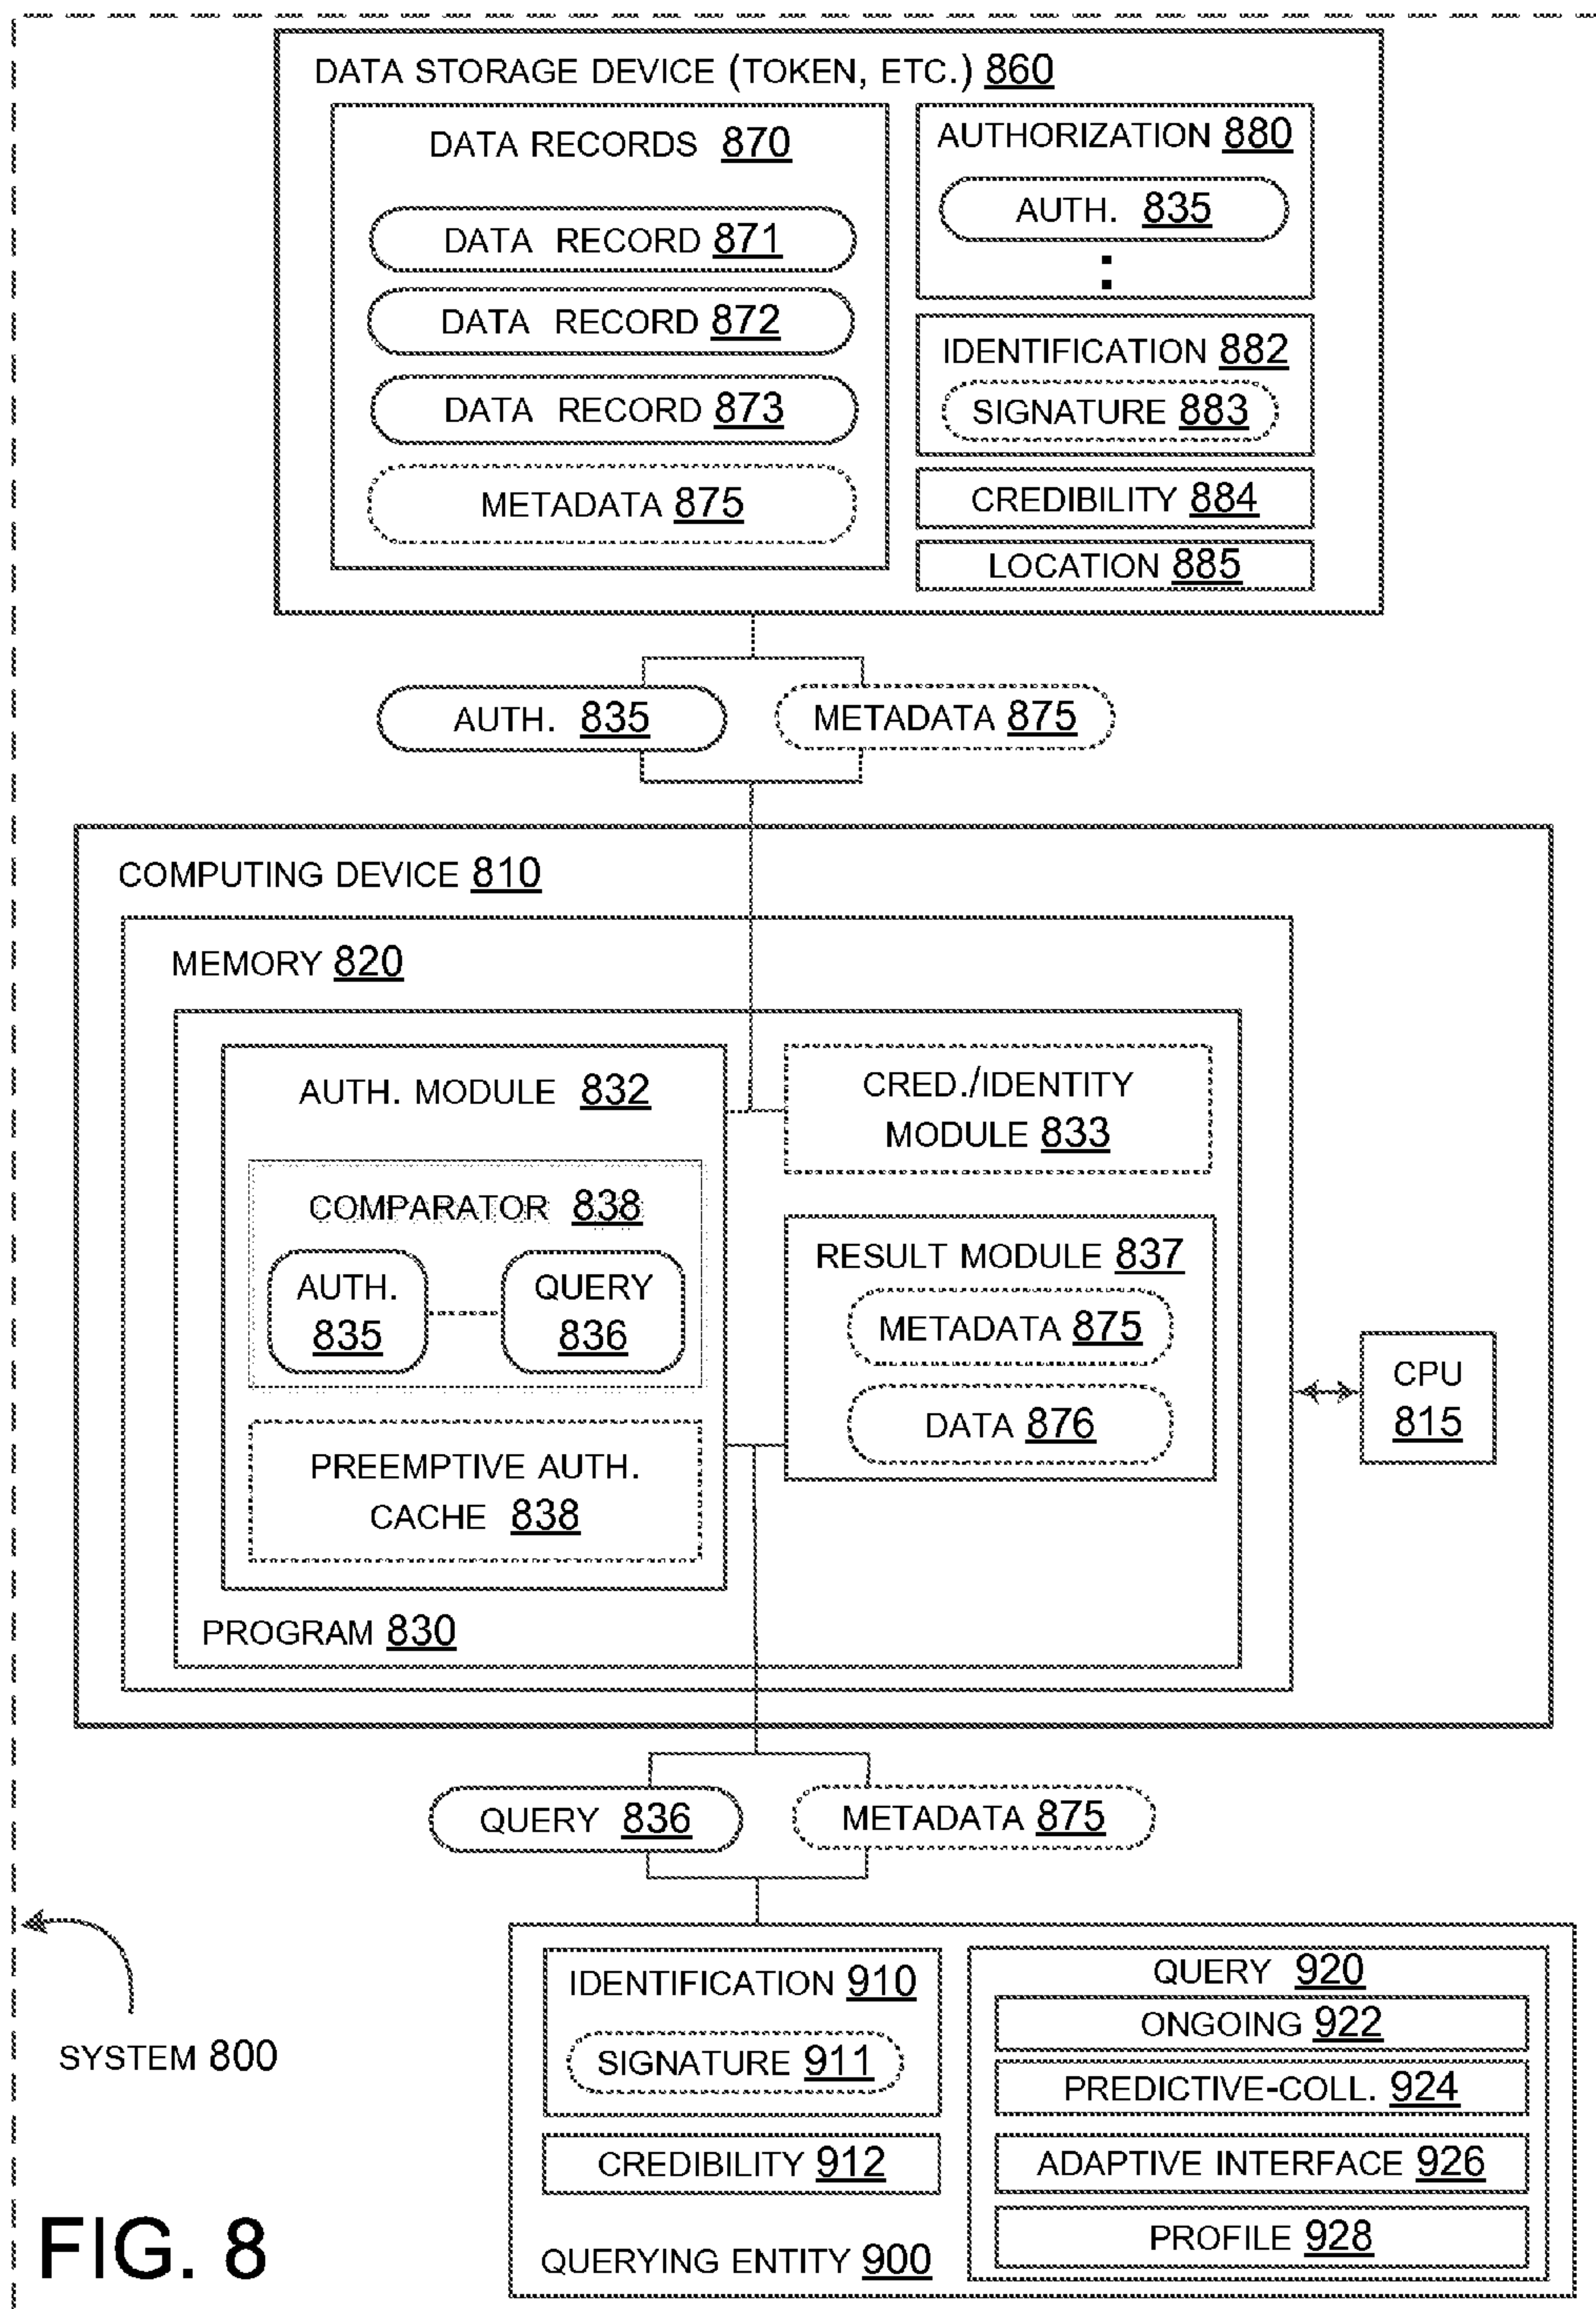 DATA STORAGE DEVICE (TOKEN, ETC.) 860
DATA RECORDS 870
DATA RECORD 871
DATA RECORD 872
DATA RECORD 873
METADATA 875
AUTHORIZATION 880
AUTH. 835
IDENTIFICATION 882
SIGNATURE 883
CREDIBILITY 884
LOCATION 885
AUTH. 835
METADATA 875
COMPUTING DEVICE 810
MEMORY 820
AUTH. MODULE 832
COMPARATOR 838
AUTH.
835
QUERY
836
PREEMPTIVE AUTH.
CACHE 838
CRED./IDENTITY
MODULE 833
RESULT MODULE 837
METADATA 875
DATA 876
CPU
815
PROGRAM 830
QUERY 836
METADATA 875
IDENTIFICATION 910
SIGNATURE 911
CREDIBILITY 912
QUERYING ENTITY 900
QUERY 920
ONGOING 922
PREDICTIVE-COLL. 924
ADAPTIVE INTERFACE 926
PROFILE 928
SYSTEM 800
FIG. 8